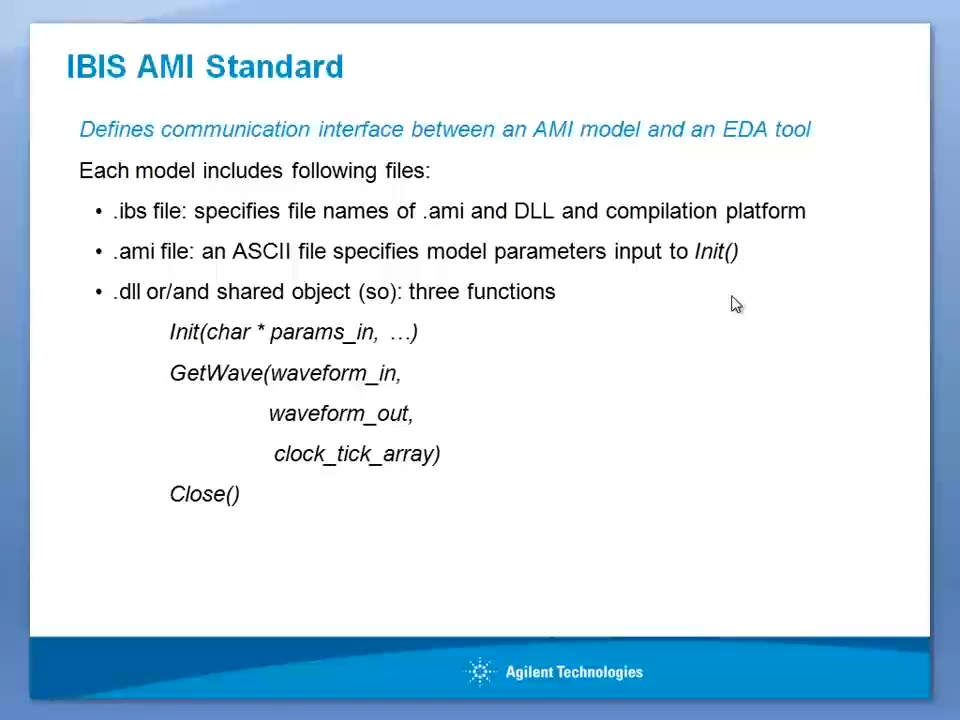 IBIS AMI Standard
Defines communication interface between an AMI model and an EDA tool
Each model includes following files:
• .ibs file: specifies file names of .ami and DLL and compilation platform
• .ami file: an ASCII file specifies model parameters input to Init()
• .dll or/and shared object (so): three functions
Init(char * params_in, …)
GetWave(waveform_in,
waveform_out,
clock_tick_array)
Close()
Agilent Technologies